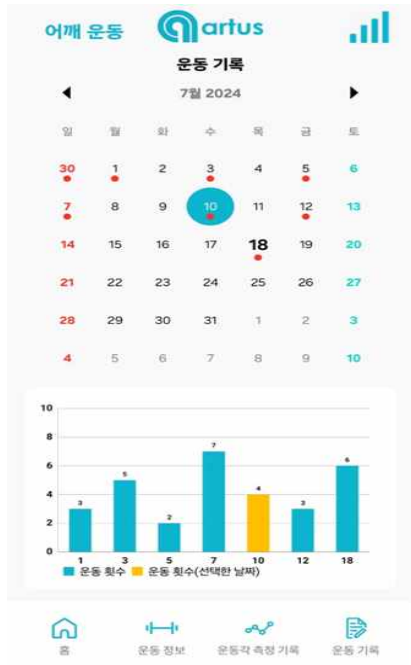 어깨 운동
artus
운동 기록
7월 2024
일 월 화 수 목 금 토
30 1 2 3 4 5 6
7 8 9 10 11 12 13
14 15 16 17 18 19 20
21 22 23 24 25 26 27
28 29 30 31 1 2 3
4 5 6 7 8 9 10
10
8
6
4
2
0
3 5 2 7 4 3 6
1 3 5 7 10 12 18
운동 횟수 운동 횟수(선택한 날짜)
홈 운동 정보 운동각 측정 기록 운동 기록